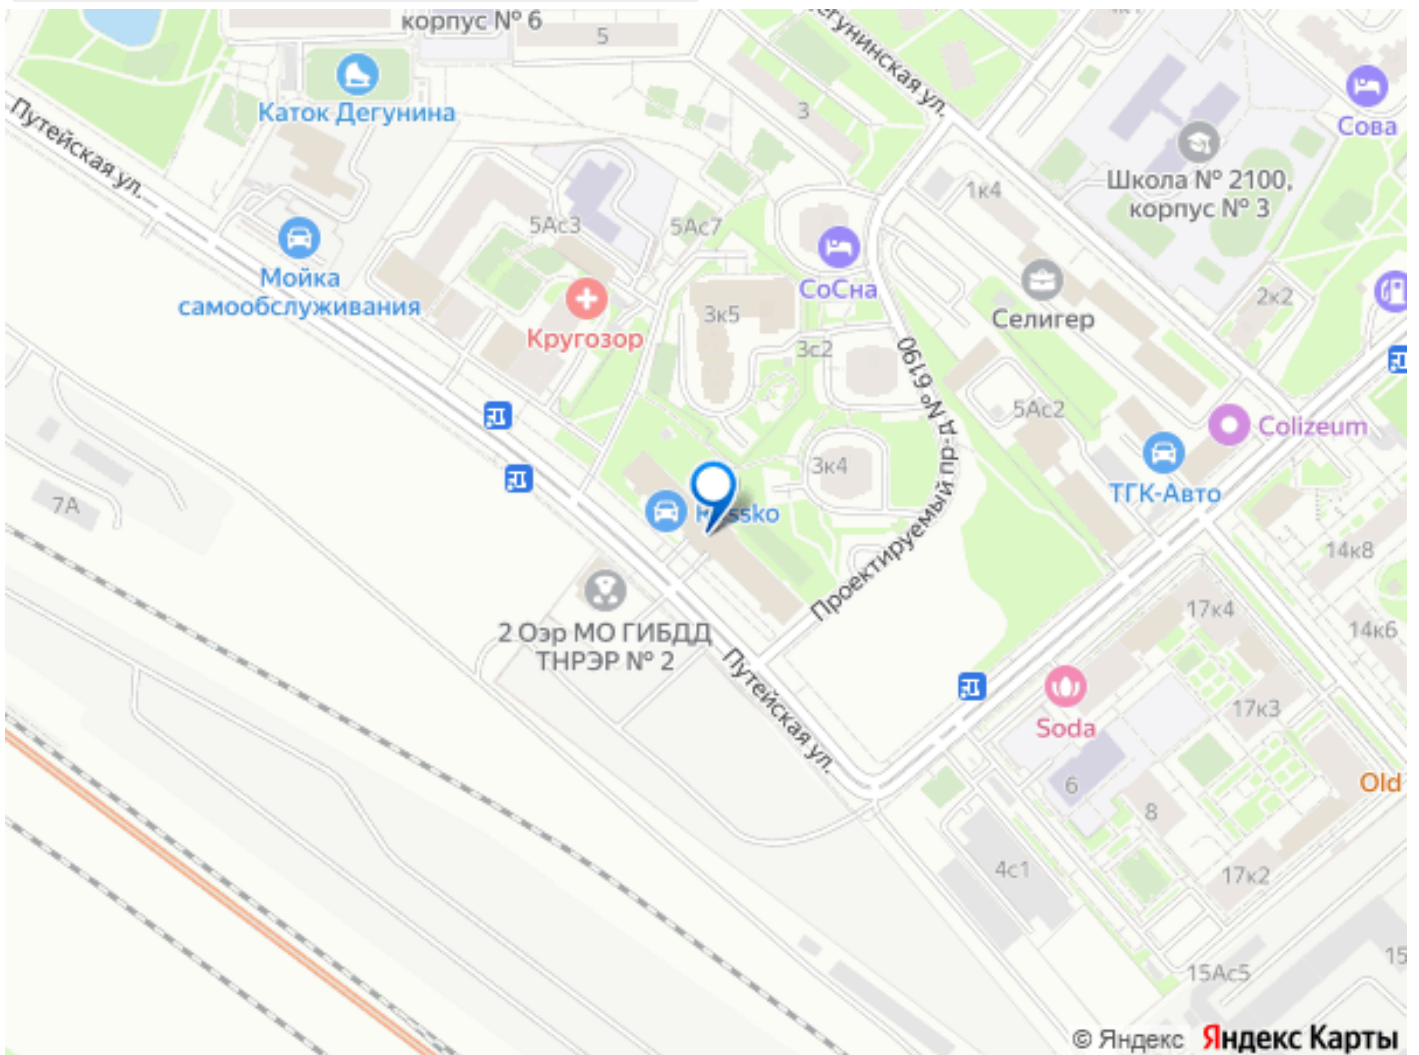 корпус № 6
5
Каток Дегунина
Путейская ул.
3
1к4
Сова
Школа № 2100,
корпус № 3
5Ас3
5Ас7
СоСна
Мойка
самообслуживания
Кругозор
3к5
3с2
Селигер
2к2
Проектируемый пр-д № 6190
5Ас2
Colizeum
ТГК-Авто
3к4
7А
14к8
17к4
14к6
2 Оэр МО ГИБДД
ТНРЭР № 2
Путейская ул.
Soda
17к3
6
8
Old
4с1
17к2
15Ас5
15
© Яндекс Яндекс Карты